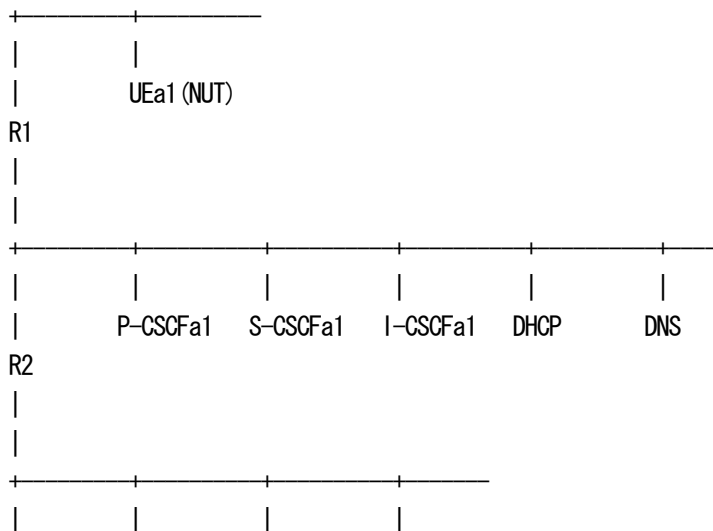 UEa1(NUT)
R1
P-CSCFa1 S-CSCFa1 I-CSCFa1 DHCP DNS
R2